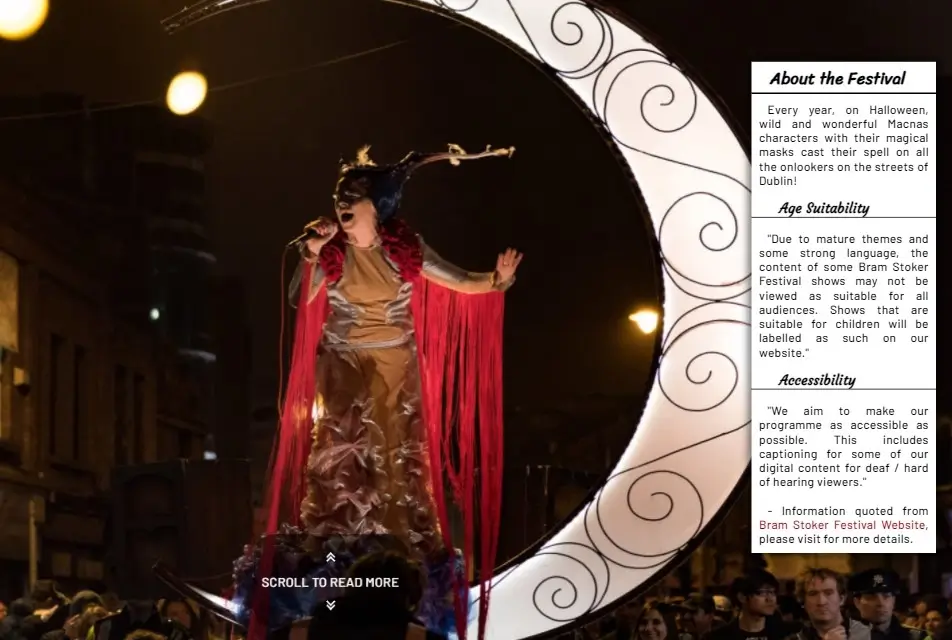 About the Festival
Every year, on Halloween,
wild and wonderful Macnas
characters with their magical
masks cast their spell on all
the onlookers on the streets of
Dublin!
Age Suitability
"Due to mature themes and
some strong language, the
content of some Bram Stoker
Festival shows may not be
viewed as suitable for all
audiences. Shows that are
suitable for children will be
labelled as such on our
website."
Accessibility
"We aim to make our
programme as accessible as
possible. This includes
captioning for some of our
digital content for deaf / hard
of hearing viewers."
- Information quoted from
Bram Stoker Festival Website,
please visit for more details.
SCROLL TO READ MORE